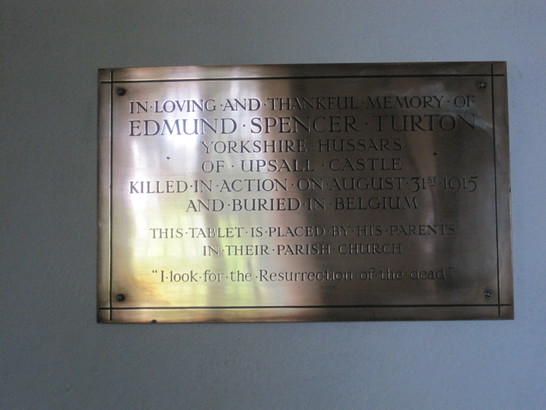 IN·LOVING·AND·THANKFUL·MEMORY·OF
EDMUND·SPENCER·TURTON
YORKSHIRE·HUSSARS
OF·UPSALL·CASTLE
KILLED·IN·ACTION·ON·AUGUST·31ST·1915
AND·BURIED·IN·BELGIUM
THIS·TABLET·IS·PLACED·BY·HIS·PARENTS
IN·THEIR·PARISH·CHURCH
"I·look·for·the·Resurrection·of·the·dead"